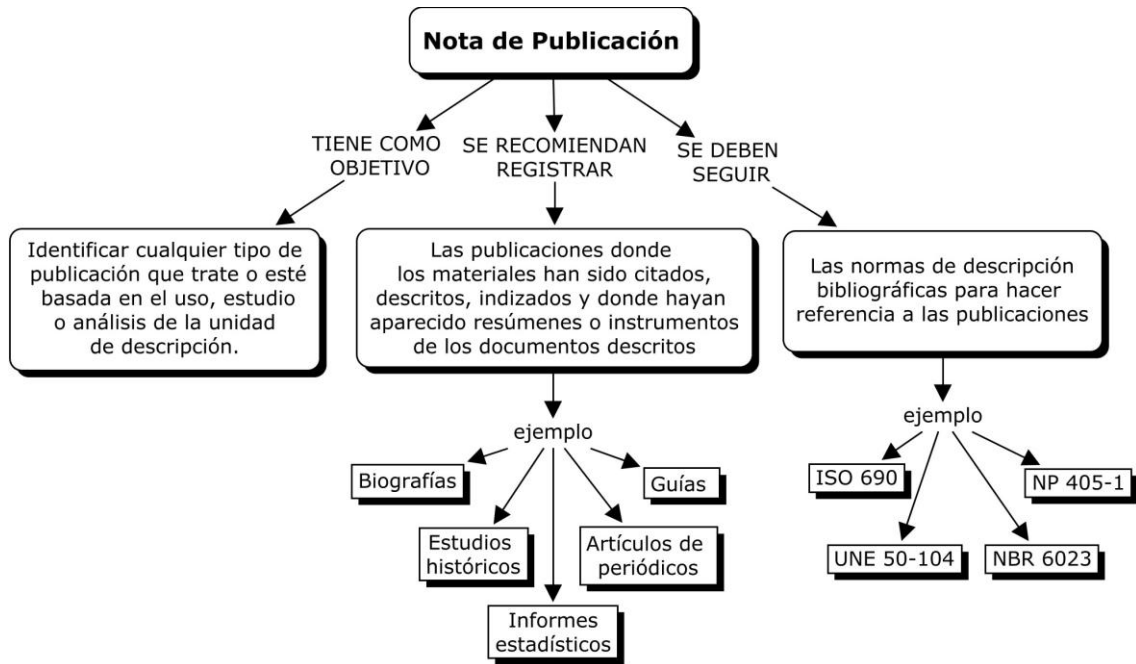 Nota de Publicación
TIENE COMO
OBJETIVO
SE RECOMIENDAN
REGISTRAR
SE DEBEN
SEGUIR
Identificar cualquier tipo de
publicación que trate o esté
basada en el uso, estudio
o análisis de la unidad
de descripción.
Las publicaciones donde
los materiales han sido citados,
descritos, indizados y donde hayan
aparecido resúmenes o instrumentos
de los documentos descritos
Las normas de descripción
bibliográficas para hacer
referencia a las publicaciones
ejemplo
Biografías
Guías
Estudios
históricos
Artículos de
periódicos
Informes
estadísticos
ejemplo
ISO 690
NP 405-1
UNE 50-104
NBR 6023